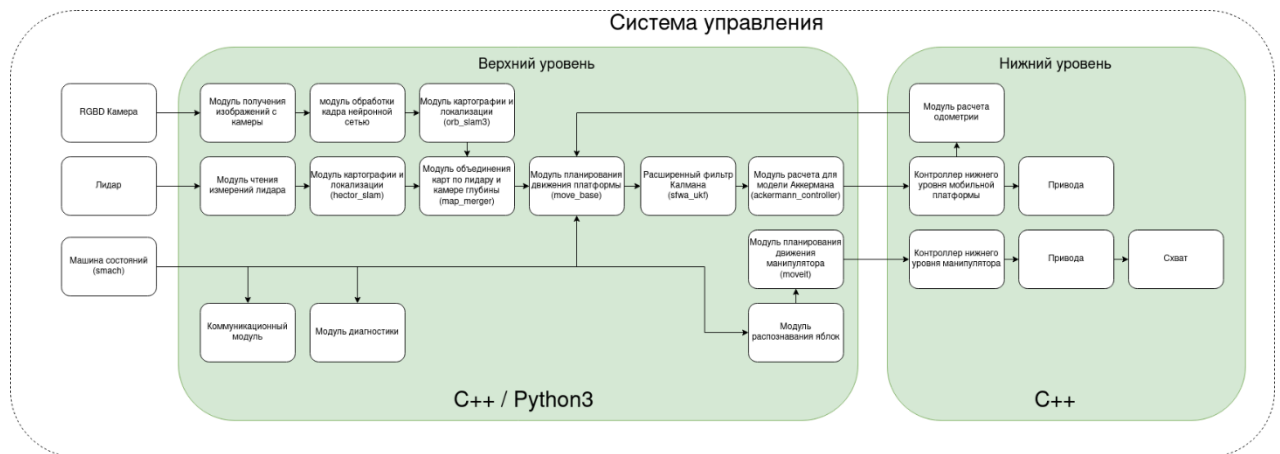 Система управления
Верхний уровень
Нижний уровень
RGBD Камера
Модуль получения
изображений с
камеры
модуль обработки
кадра нейронной
сетью
Модуль картографии и
локализации
(orb_slam3)
Модуль расчета
одометрии
Лидар
Модуль чтения
измерений лидара
Модуль картографии и
локализации
(hector_slam)
Модуль объединения
карт по лидару и
камере глубины
(map_merger)
Модуль планирования
движения платформы
(move_base)
Расширенный фильтр
Калмана
(sfwa_ukf)
Модуль расчета для
модели Аккермана
(ackermann_controller)
Контроллер нижнего
уровня мобильной
платформы
Привода
Машина состояний
(smach)
Модуль планирования
движения
манипулятора
(moveit)
Контроллер нижнего
уровня манипулятора
Привода
Схват
Коммуникационный
модуль
Модуль диагностики
Модуль
распознавания яблок
C++ / Python3
C++